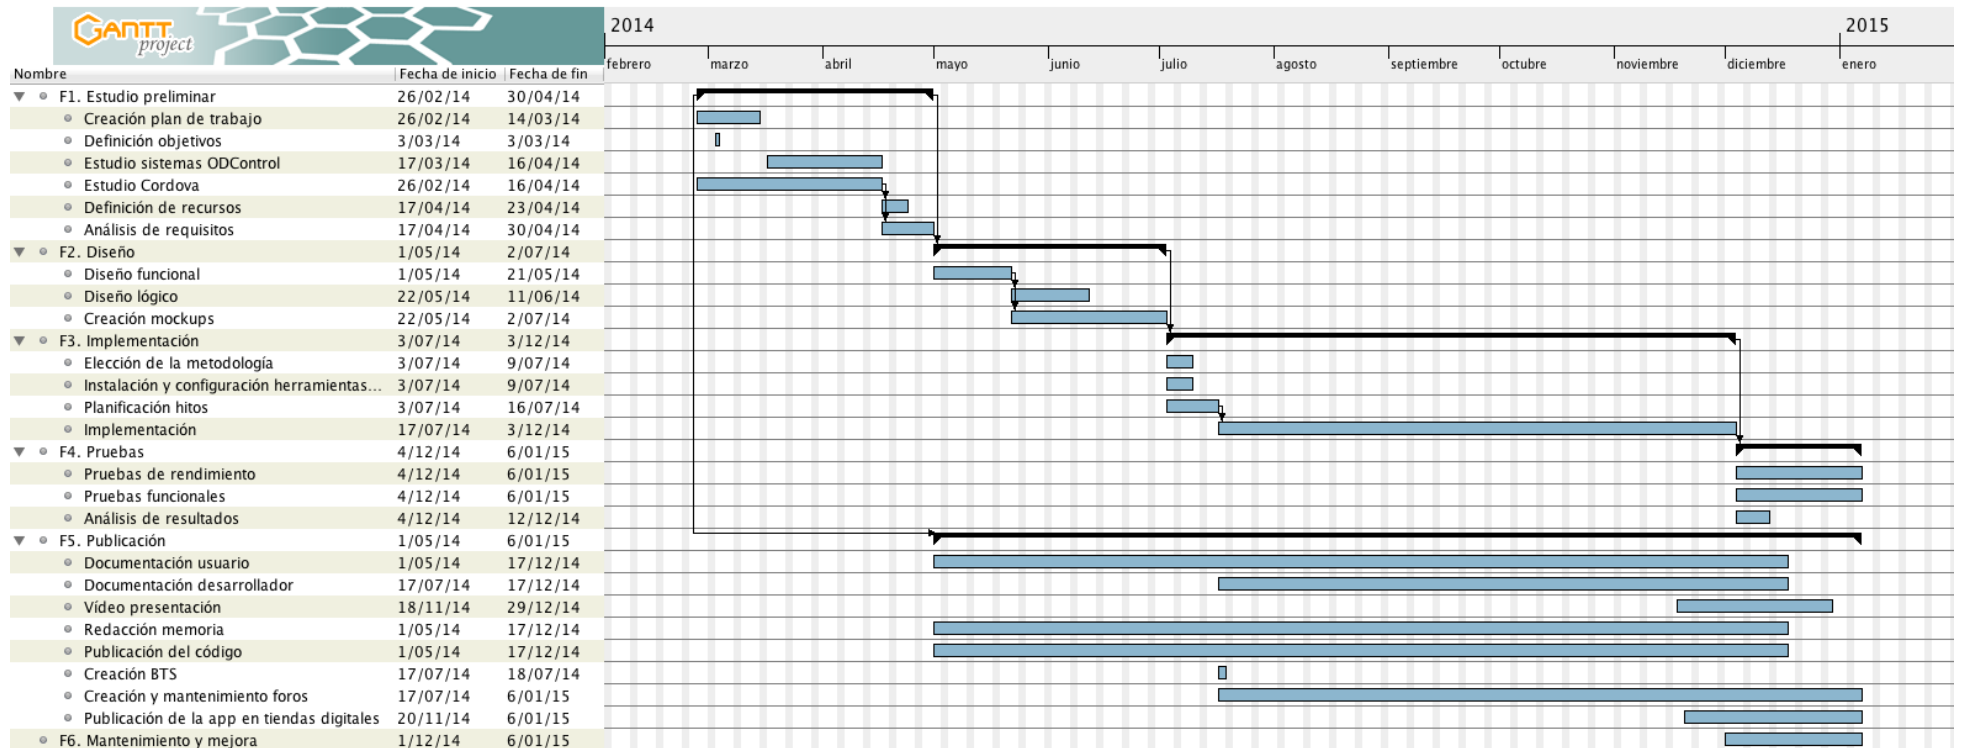 GANTT project
2014 2015
febrero marzo abril mayo junio julio agosto septiembre octubre noviembre diciembre enero
Nombre Fecha de inicio Fecha de fin
F1. Estudio preliminar 26/02/14 30/04/14
Creación plan de trabajo 26/02/14 14/03/14
Definición objetivos 3/03/14 3/03/14
Estudio sistemas ODControl 17/03/14 16/04/14
Estudio Cordova 26/02/14 16/04/14
Definición de recursos 17/04/14 23/04/14
Análisis de requisitos 17/04/14 30/04/14
F2. Diseño 1/05/14 2/07/14
Diseño funcional 1/05/14 21/05/14
Diseño lógico 22/05/14 11/06/14
Creación mockups 22/05/14 2/07/14
F3. Implementación 3/07/14 3/12/14
Elección de la metodología 3/07/14 9/07/14
Instalación y configuración herramientas... 3/07/14 9/07/14
Planificación hitos 3/07/14 16/07/14
Implementación 17/07/14 3/12/14
F4. Pruebas 4/12/14 6/01/15
Pruebas de rendimiento 4/12/14 6/01/15
Pruebas funcionales 4/12/14 6/01/15
Análisis de resultados 4/12/14 12/12/14
F5. Publicación 1/05/14 6/01/15
Documentación usuario 1/05/14 17/12/14
Documentación desarrollador 17/07/14 17/12/14
Vídeo presentación 18/11/14 29/12/14
Redacción memoria 1/05/14 17/12/14
Publicación del código 1/05/14 17/12/14
Creación BTS 17/07/14 18/07/14
Creación y mantenimiento foros 17/07/14 6/01/15
Publicación de la app en tiendas digitales 20/11/14 6/01/15
F6. Mantenimiento y mejora 1/12/14 6/01/15